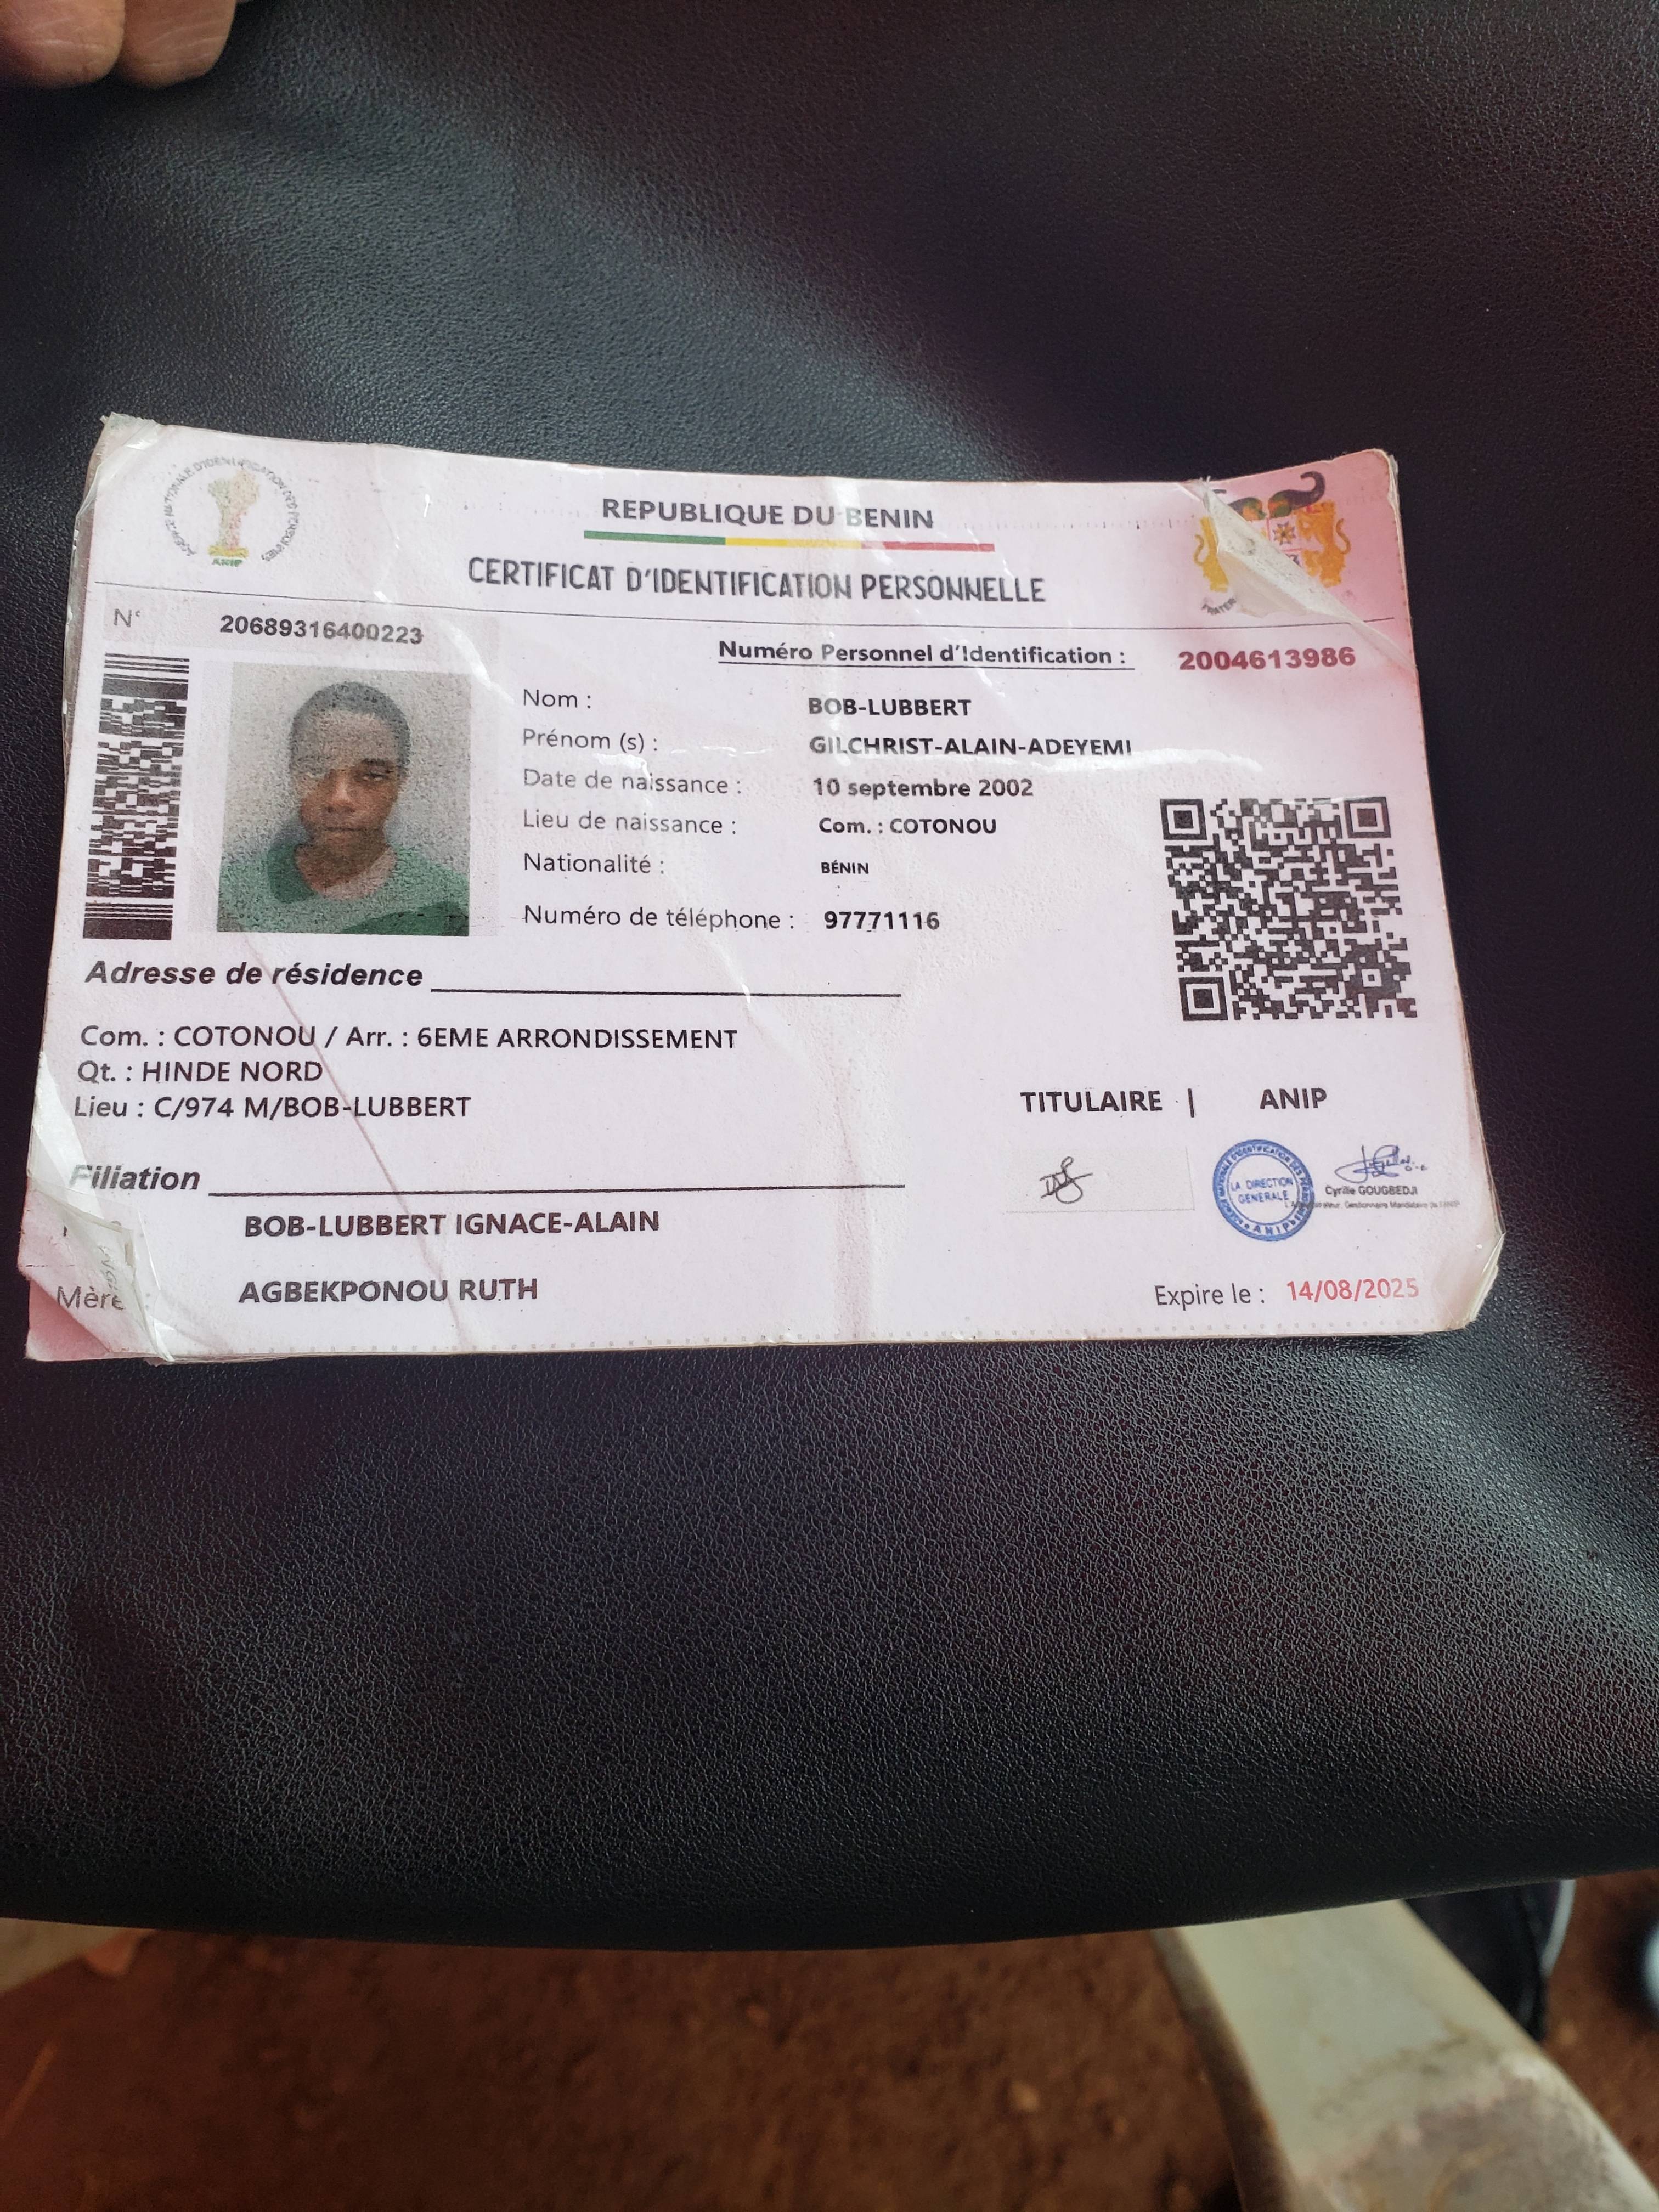 AGENCE NATIONALE D'IDENTIFICATION DES PERSONNES
ANIP
REPUBLIQUE DU BENIN
CERTIFICAT D'IDENTIFICATION PERSONNELLE
N° 20689316400223
Numéro Personnel d'Identification : 2004613986
Nom : BOB-LUBBERT
Prénom (s) : GILCHRIST-ALAIN-ADEYEMI
Date de naissance : 10 septembre 2002
Lieu de naissance : Com. : COTONOU
Nationalité : BÉNIN
Numéro de téléphone : 97771116
Adresse de résidence
Com. : COTONOU / Arr. : 6EME ARRONDISSEMENT
Qt. : HINDE NORD
Lieu : C/974 M/BOB-LUBBERT
TITULAIRE | ANIP
LA DIRECTION
GENERALE
ANIP
Cyrille GOUGBEDJI
Filiation
BOB-LUBBERT IGNACE-ALAIN
Mère AGBEKPONOU RUTH
Expire le : 14/08/2025